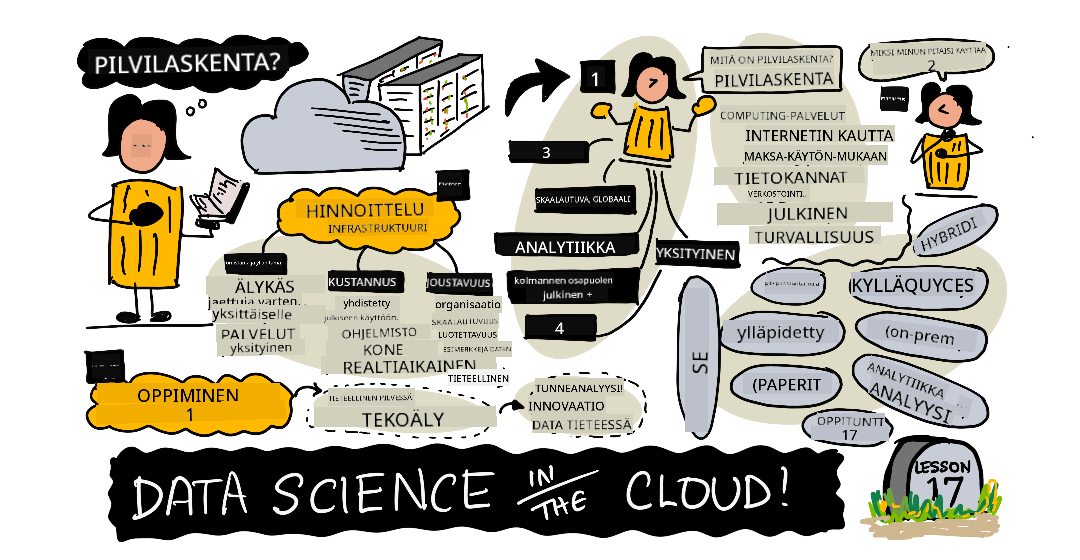 PILVILASKENTA?
1
MITÄ ON PILVILASKENTA?
PILVILASKENTA
MIKSI MINUN PITÄISI KÄYTTÄÄ
2
COMPUTING-PALVELUT
INTERNETIN KAUTTA
MAKSA-KÄYTÖN-MUKAAN
TIETOKANNAT
VERKOSTOINTI..
JULKINEN
TURVALLISUUS
3
SKAALAUTUVA, GLOBAALI
ANALYTIIKKA
YKSITYINEN
kolmannen osapuolen
julkinen +
4
HINNOITTELU
INFRASTRUKTUURI
ÄLYKÄS
jaettuja varten..
yksittäiselle
PALVELUT
yksityinen
KUSTANNUS
yhdistetty
julkiseen käyttöön.
OHJELMISTO
KONE
REALTIAIKAINEN
JOUSTAVUUS
organisaatio
SKAALAUTUVUUS
LUOTETTAVUUS
ESIMERKKEJÄ DATAN
TIETEELLINEN
HYBRIDI
SE
KYLLÄQUYCES
ylläpidetty
(on-prem
(PAPERIT
ANALYTIIKKA
ANALYYSI
OPPITUNTI
17
OPPIMINEN
1
TIETEELLINEN PILVESSÄ
TEKOÄLY
TUNNEANALYYSI!
INNOVAATIO
DATA TIETEESSÄ
DATA SCIENCE IN THE CLOUD!
LESSON
17